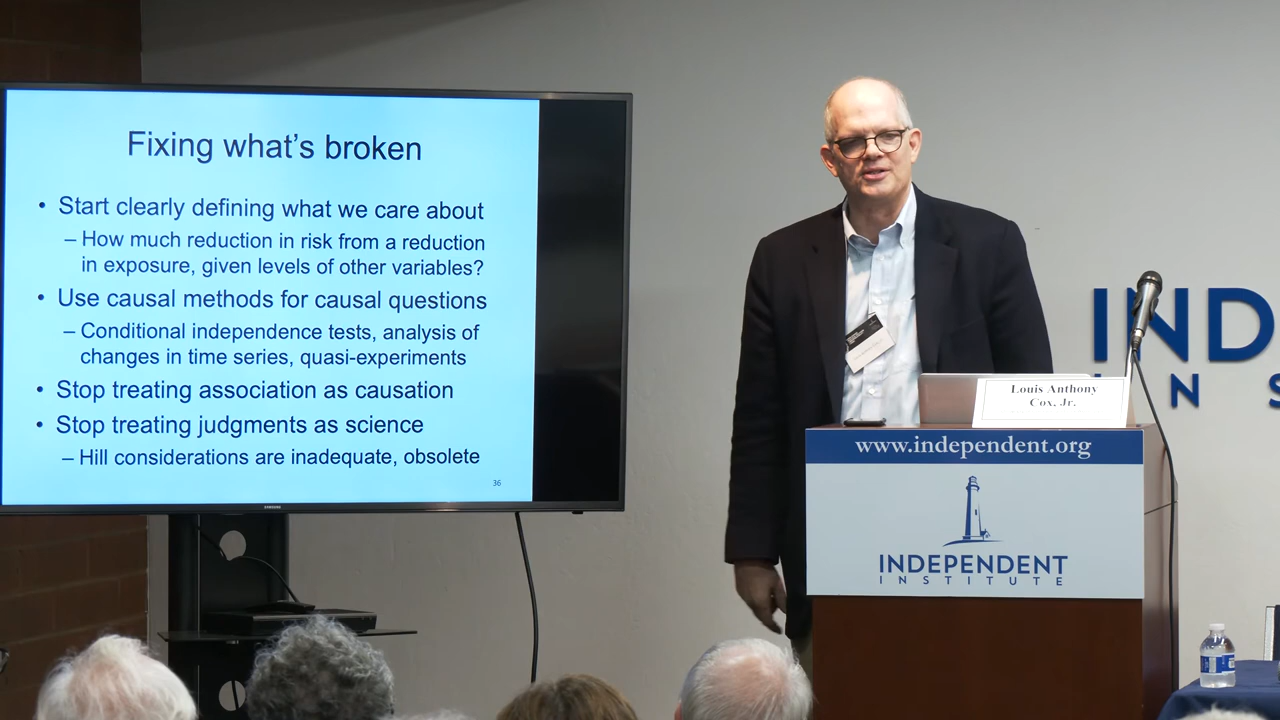 Fixing what's broken
• Start clearly defining what we care about
– How much reduction in risk from a reduction
in exposure, given levels of other variables?
• Use causal methods for causal questions
– Conditional independence tests, analysis of
changes in time series, quasi-experiments
• Stop treating association as causation
• Stop treating judgments as science
– Hill considerations are inadequate, obsolete
36
SAMSUNG
IND
INS
Louis Anthony
Cox, Jr.
www.independent.org
INDEPENDENT
INSTITUTE